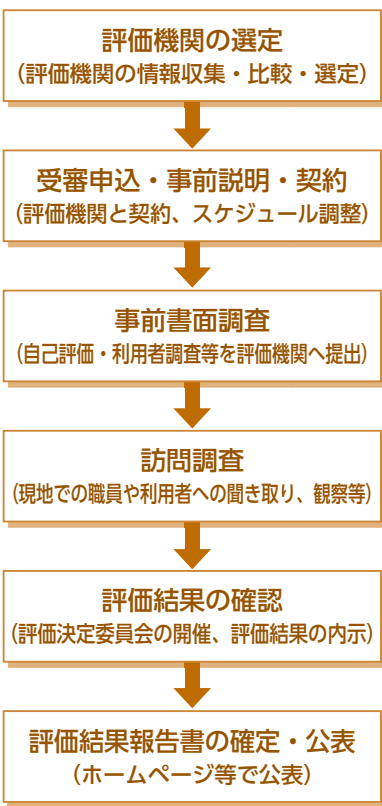 評価機関の選定
(評価機関の情報収集・比較・選定)
受審申込・事前説明・契約
(評価機関と契約、スケジュール調整)
事前書面調査
(自己評価・利用者調査等を評価機関へ提出)
訪問調査
(現地での職員や利用者への聞き取り、観察等)
評価結果の確認
(評価決定委員会の開催、評価結果の内示)
評価結果報告書の確定・公表
(ホームページ等で公表)